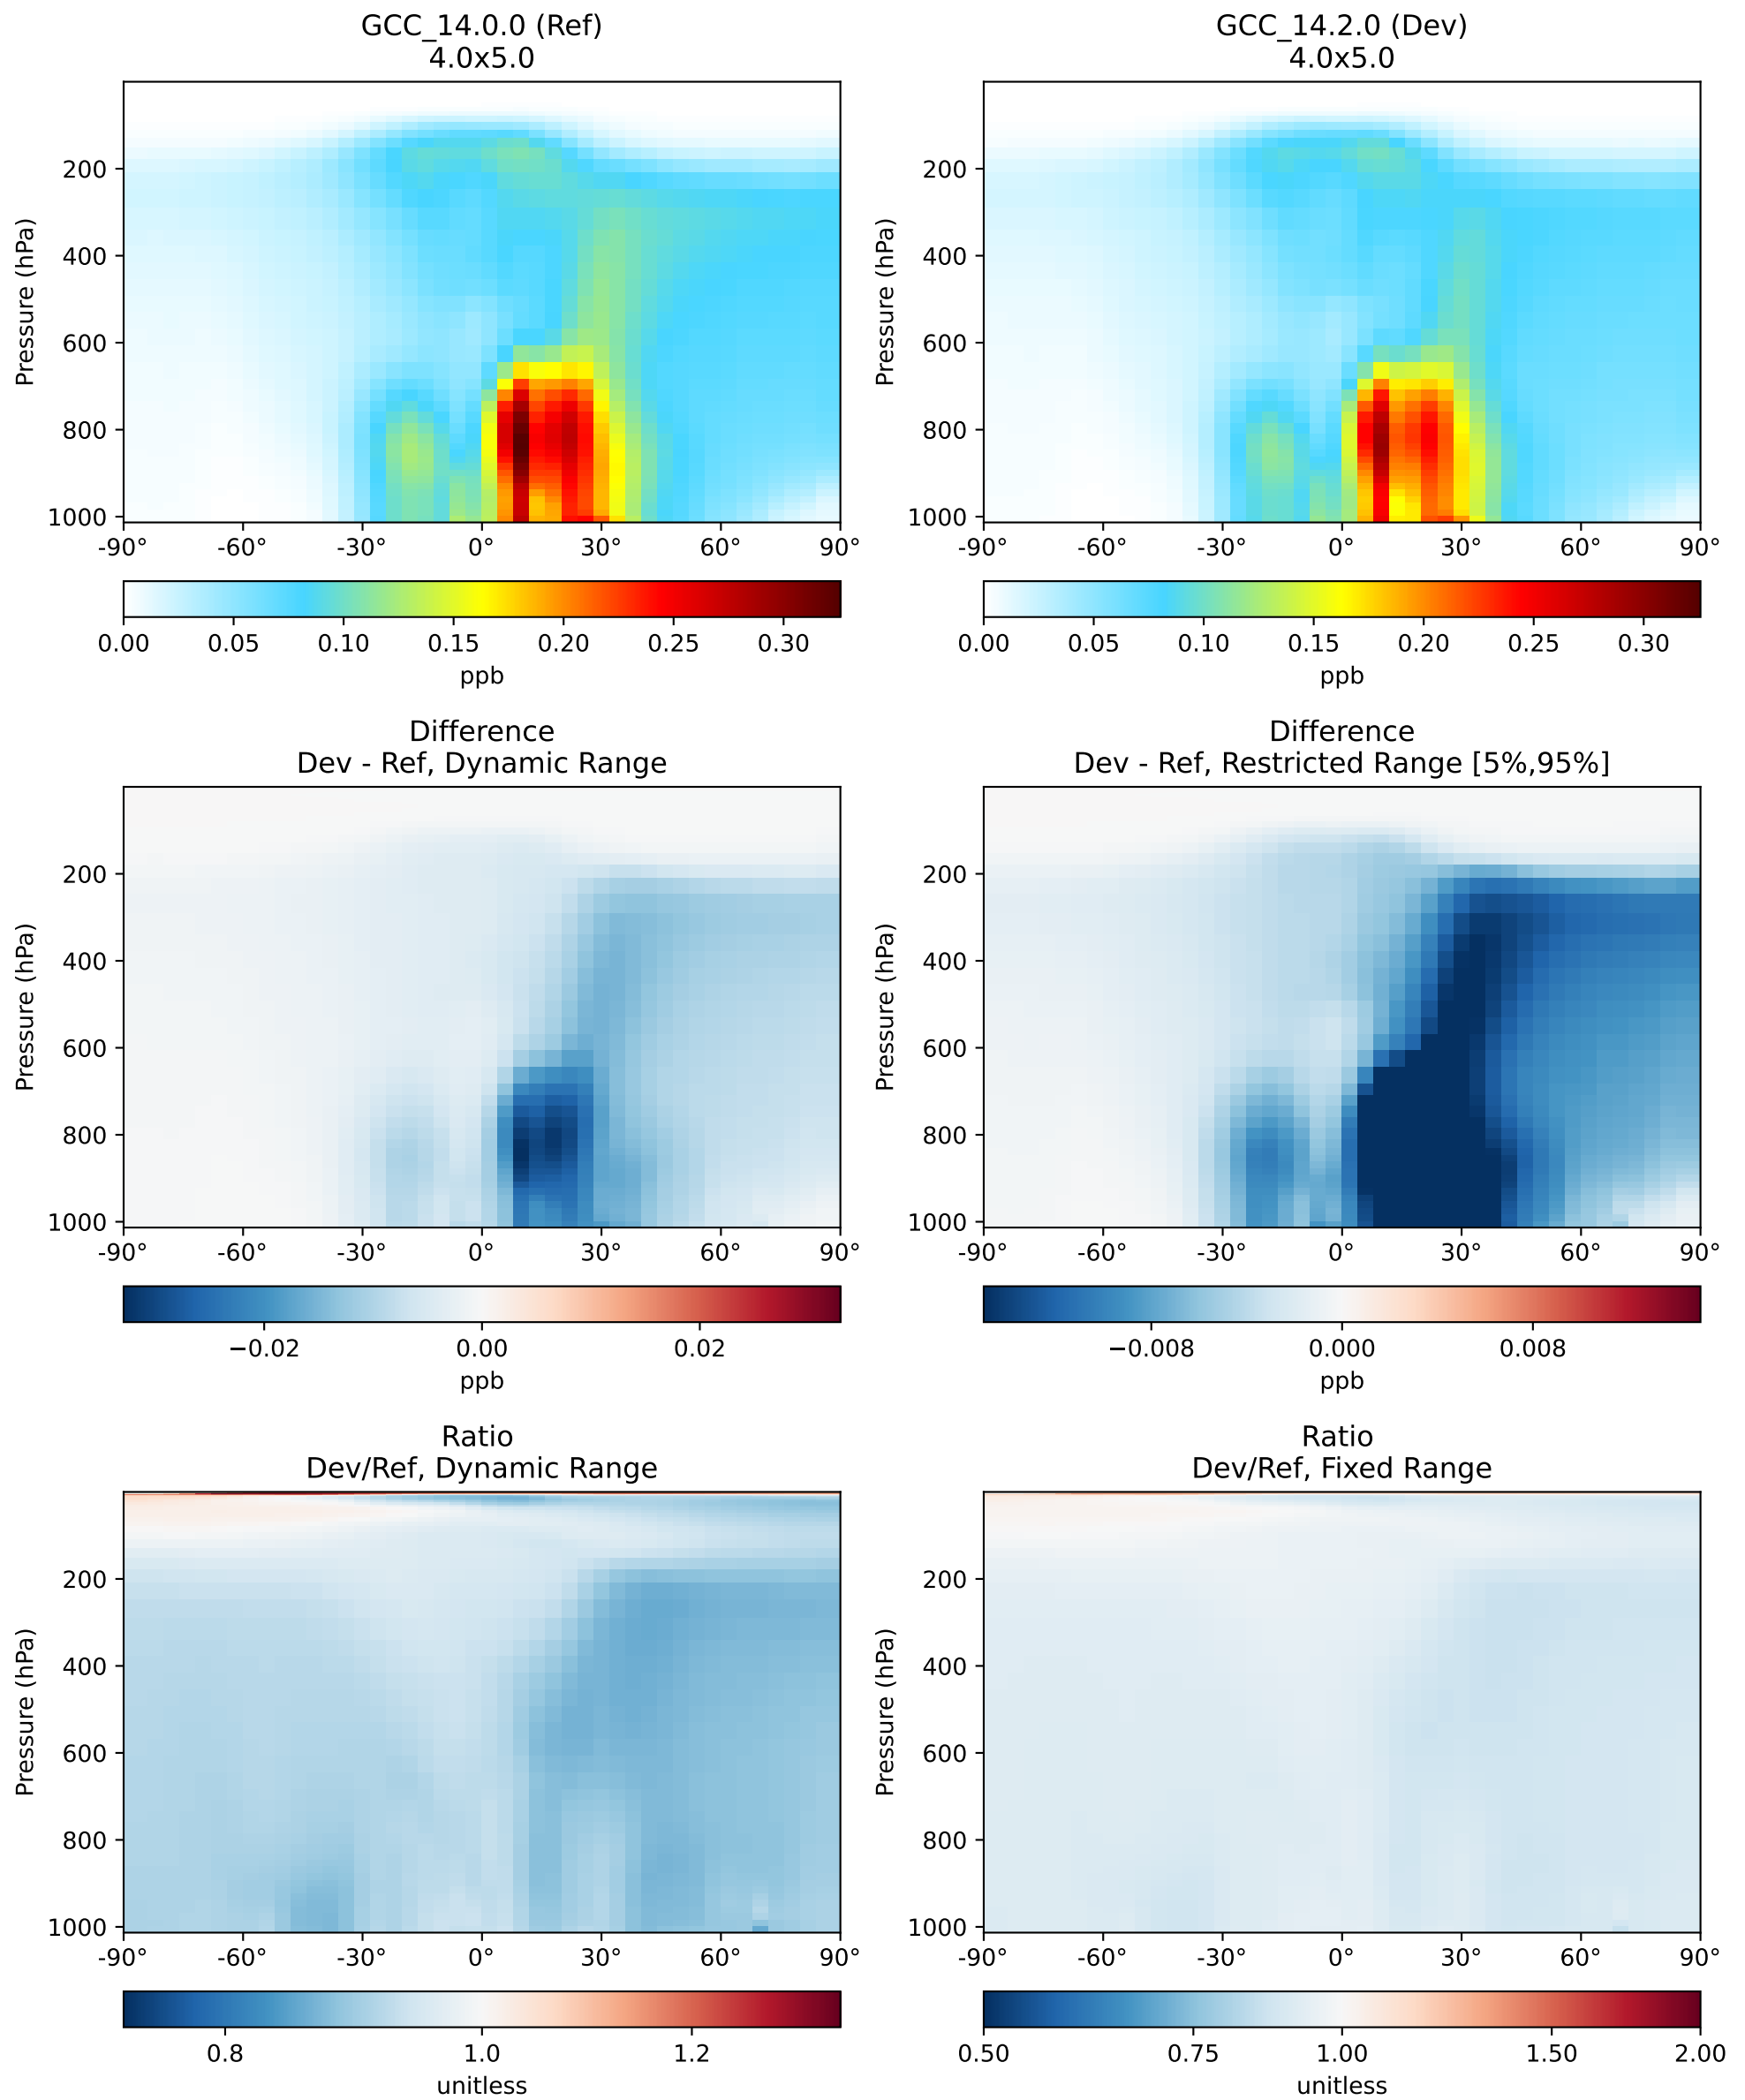 GCC_14.0.0 (Ref)
4.0x5.0
Pressure (hPa)
200
400
600
800
1000
-90° -60° -30° 0° 30° 60° 90°
0.00 0.05 0.10 0.15 0.20 0.25 0.30
ppb
GCC_14.2.0 (Dev)
4.0x5.0
Pressure (hPa)
200
400
600
800
1000
-90° -60° -30° 0° 30° 60° 90°
0.00 0.05 0.10 0.15 0.20 0.25 0.30
ppb
Difference
Dev - Ref, Dynamic Range
Pressure (hPa)
200
400
600
800
1000
-90° -60° -30° 0° 30° 60° 90°
−0.02 0.00 0.02
ppb
Difference
Dev - Ref, Restricted Range [5%,95%]
Pressure (hPa)
200
400
600
800
1000
-90° -60° -30° 0° 30° 60° 90°
−0.008 0.000 0.008
ppb
Ratio
Dev/Ref, Dynamic Range
Pressure (hPa)
200
400
600
800
1000
-90° -60° -30° 0° 30° 60° 90°
0.8 1.0 1.2
unitless
Ratio
Dev/Ref, Fixed Range
Pressure (hPa)
200
400
600
800
1000
-90° -60° -30° 0° 30° 60° 90°
0.50 0.75 1.00 1.50 2.00
unitless